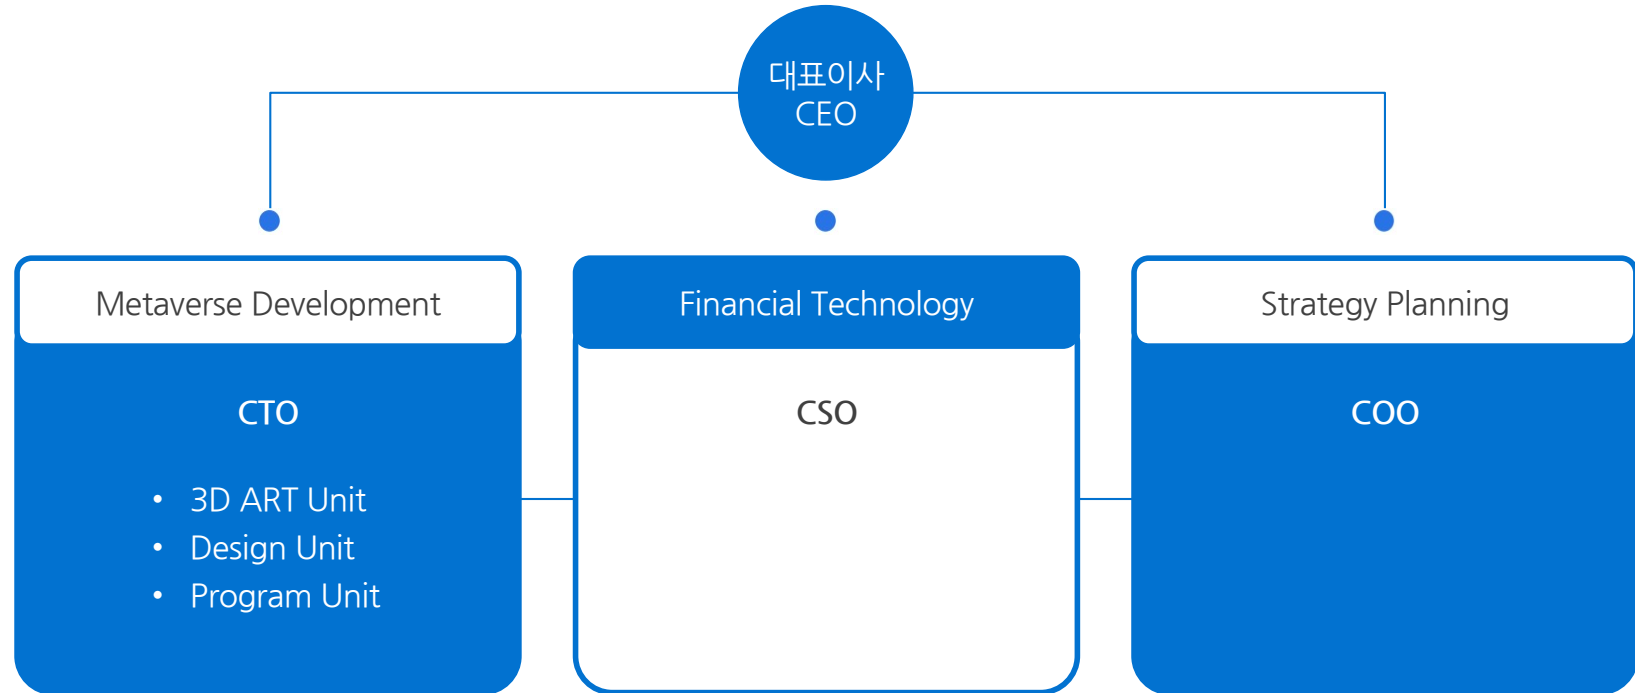 대표이사
CEO
Metaverse Development
Financial Technology
Strategy Planning
CTO
CSO
COO
• 3D ART Unit
• Design Unit
• Program Unit